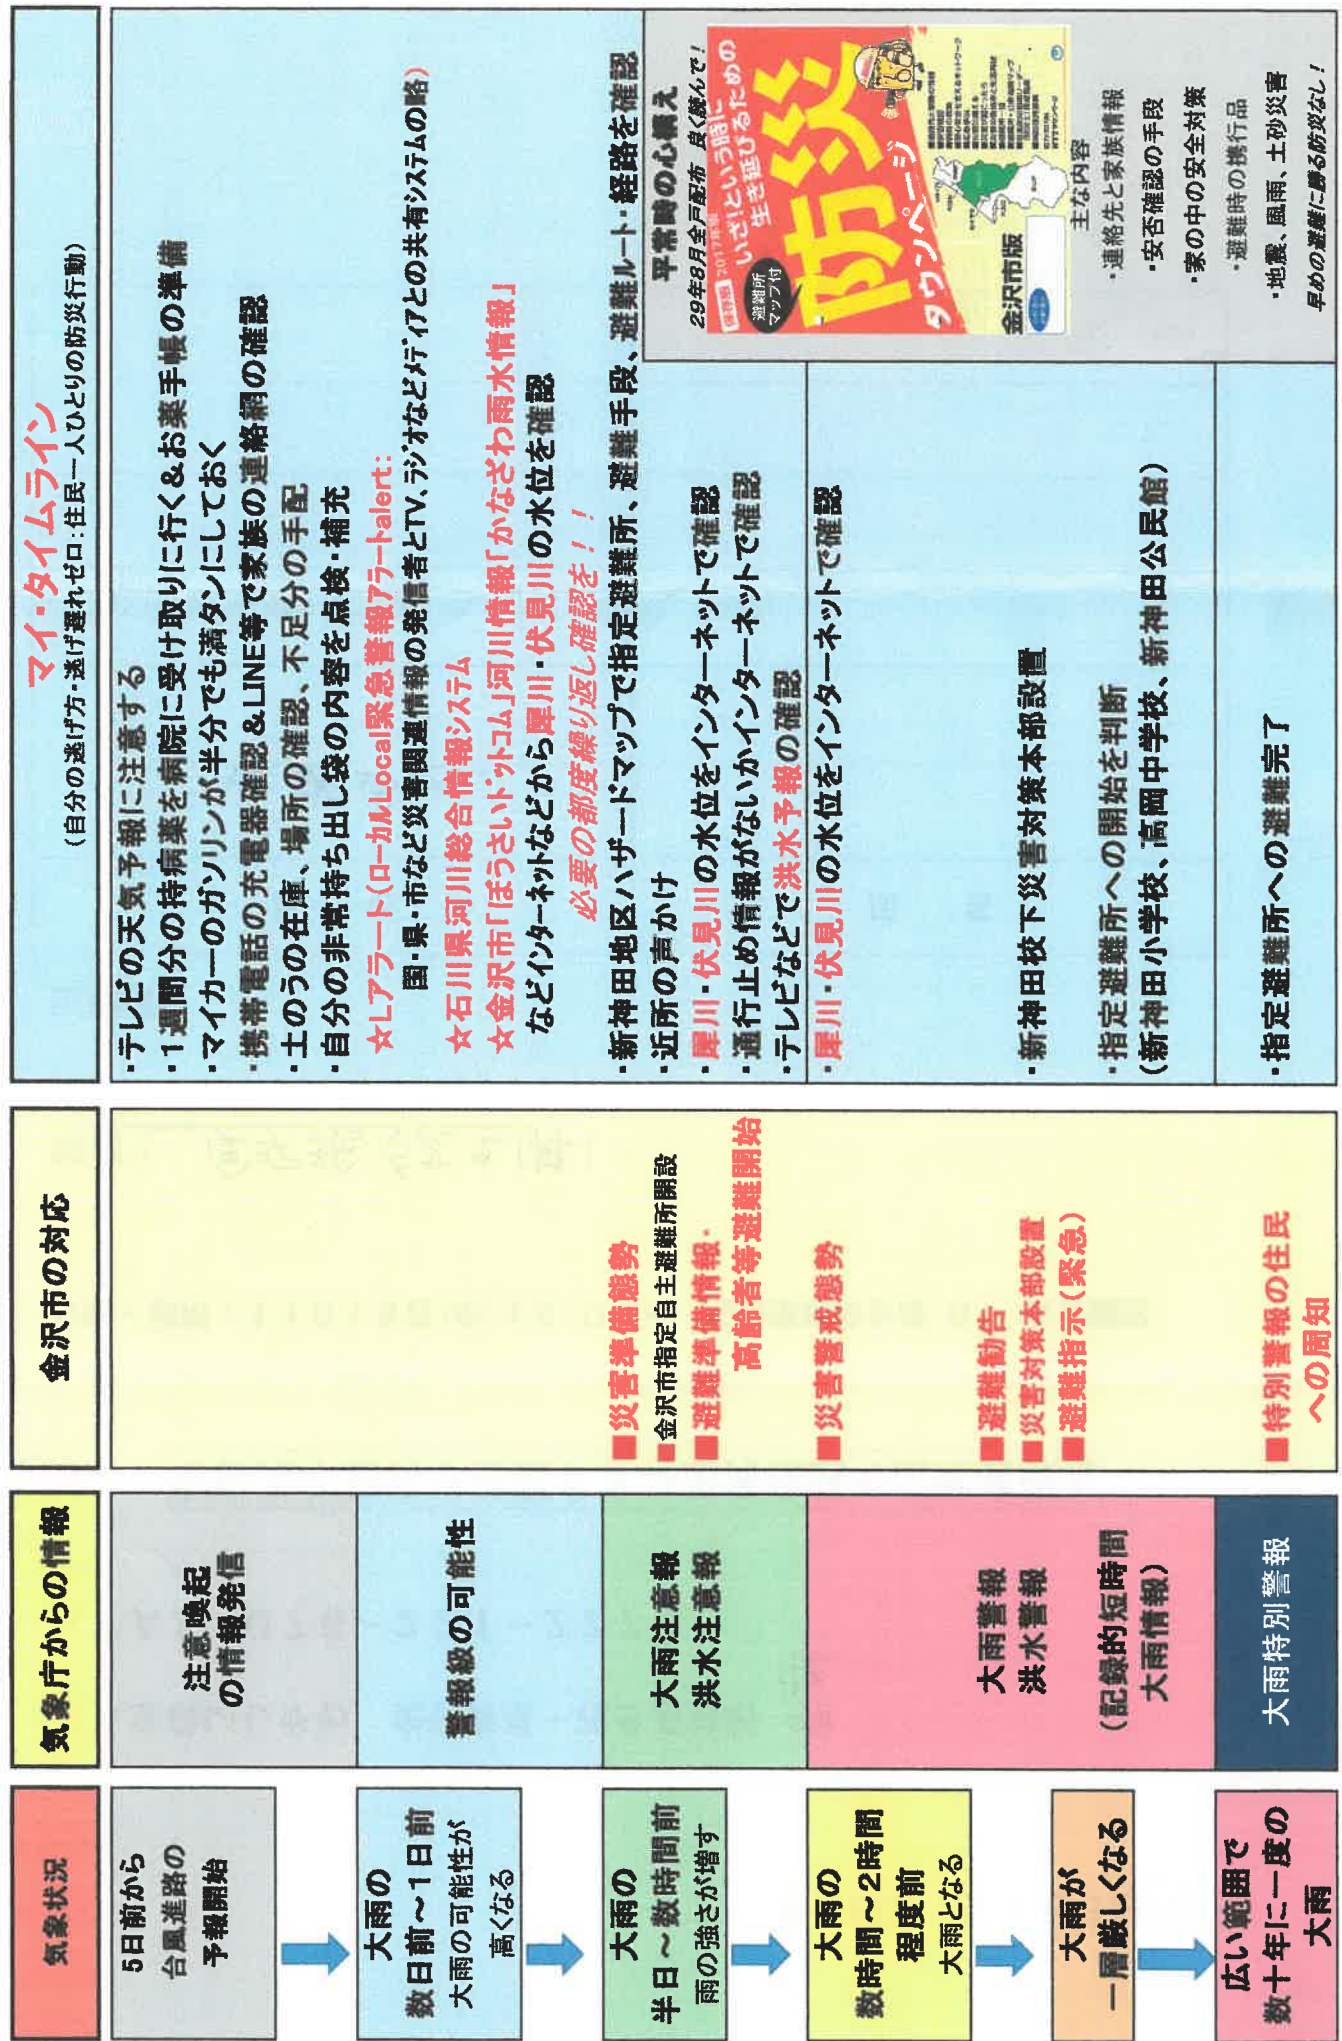 気象状況
5日前から
台風進路の
予報開始
大雨の
数日前～1日前
大雨の可能性が
高くなる
大雨の
半日～数時間前
雨の強さが増す
大雨の
数時間～2時間
程度前
大雨となる
大雨が
一層厳しくなる
広い範囲で
数十年に一度の
大雨
気象庁からの情報
注意喚起
の情報発信
警報級の可能性
大雨注意報
洪水注意報
大雨警報
洪水警報
(記録的短時間
大雨情報)
大雨特別警報
金沢市の対応
■災害準備態勢
■金沢市指定自主避難所開設
■避難準備情報・
高齢者等避難開始
■災害警戒態勢
■避難勧告
■災害対策本部設置
■避難指示(緊急)
■特別警報の住民
への周知
マイ・タイムライン
(自分の逃げ方・逃げ遅れゼロ:住民一人ひとりの防災行動)
・テレビの天気予報に注意する
・1週間分の持病薬を病院に受け取りに行く&お薬手帳の準備
・マイカーのガソリンが半分でも満タンにしておく
・携帯電話の充電器確認&LINE等で家族の連絡網の確認
・土のうの在庫、場所の確認、不足分の手配
・自分の非常持ち出し袋の内容を点検・補充
☆Lアラート(ローカルLocal緊急警報アラートalert:
国・県・市など災害関連情報の発信者とTV、ラジオなどメディアとの共有システムの略)
☆石川県河川総合情報システム
☆金沢市「ぼうさいドットコム」河川情報「かなざわ雨水情報」
などインターネットなどから犀川・伏見川の水位を確認
必要の都度繰り返し確認を！！
・新神田地区ハザードマップで指定避難所、避難手段、避難ルート・経路を確認
・近所の声かけ
・犀川・伏見川の水位をインターネットで確認
・通行止め情報がないかインターネットで確認
・テレビなどで洪水予報の確認
・犀川・伏見川の水位をインターネットで確認
・新神田校下災害対策本部設置
・指定避難所への開始を判断
(新神田小学校、高岡中学校、新神田公民館)
・指定避難所への避難完了
平常時の心構え
29年8月全戸配布 良く読んで！
保存版 2017年版
いざ!という時に
生き延びるための
避難所
マップ付
防災
タウンページ
金沢市版
主な内容
・連絡先と家族情報
・安否確認の手段
・家の中の安全対策
・避難時の携行品
・地震、風雨、土砂災害
早めの避難に勝る防災なし！